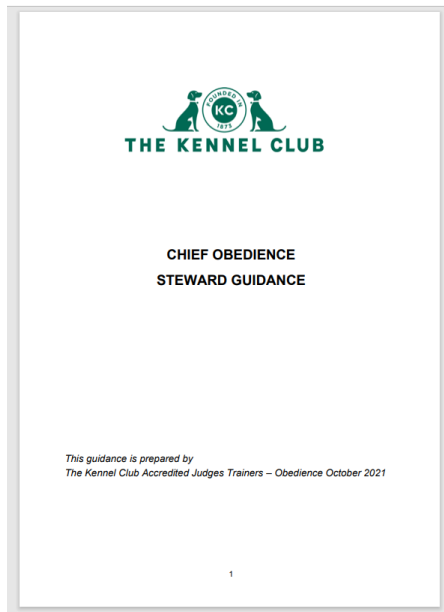 FOUNDED IN
KC
1873
THE KENNEL CLUB
CHIEF OBEDIENCE
STEWARD GUIDANCE
This guidance is prepared by
The Kennel Club Accredited Judges Trainers – Obedience October 2021
1